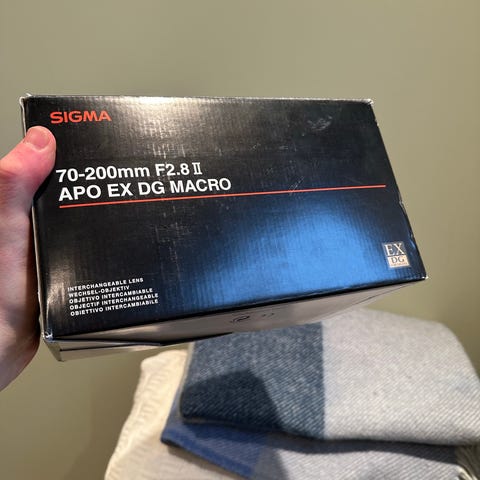 SIGMA
70-200mm F2.8 II
APO EX DG MACRO
EX
DG
INTERCHANGEABLE LENS
WECHSEL-OBJEKTIV
OBJETIVO INTERCAMBIABLE
OBJECTIF INTERCHANGEABLE
OBIETTIVO INTERCAMBIABILE